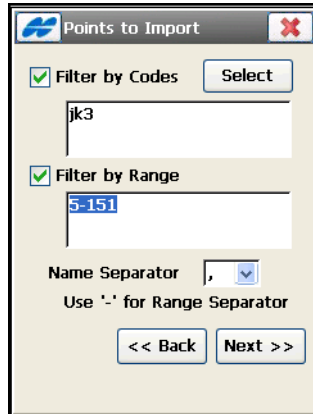 Points to Import
Filter by Codes
Select
jk3
Filter by Range
5-151
Name Separator ,
Use '-' for Range Separator
<< Back
Next >>